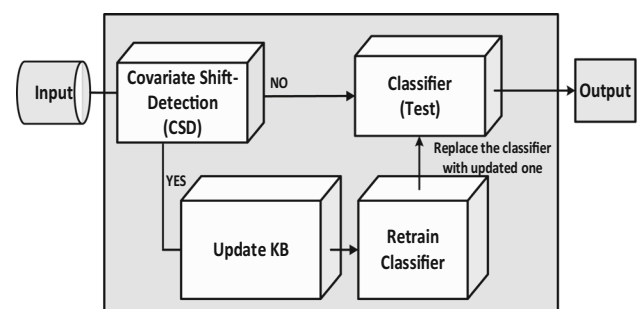 Input
Covariate Shift-
Detection
(CSD)
NO
Classifier
(Test)
Output
YES
Replace the classifier
with updated one
Update KB
Retrain
Classifier